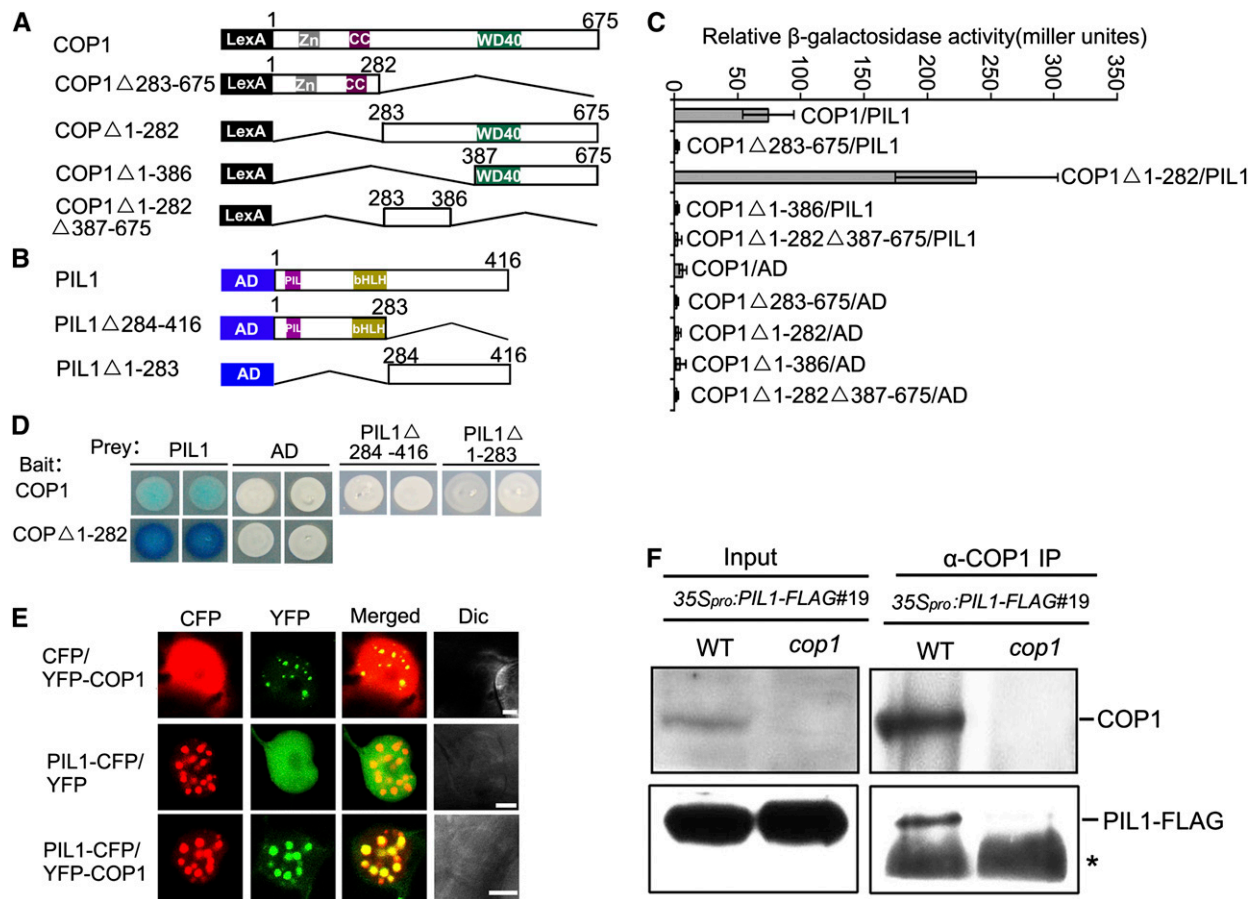 A
1 675
COP1
LexA Zn CC WD40
1 282
COP1△283-675
LexA Zn CC
283 675
COP△1-282
LexA WD40
387 675
COP1△1-386
LexA WD40
283 386
COP1△1-282
△387-675
LexA
B
1 416
PIL1
AD PIL bHLH
1 283
PIL1△284-416
AD PIL bHLH
284 416
PIL1△1-283
AD
C
Relative β-galactosidase activity(miller unites)
0 50 100 150 200 250 300 350
COP1/PIL1
COP1△283-675/PIL1
COP1△1-282/PIL1
COP1△1-386/PIL1
COP1△1-282△387-675/PIL1
COP1/AD
COP1△283-675/AD
COP1△1-282/AD
COP1△1-386/AD
COP1△1-282△387-675/AD
D
Prey: PIL1 AD PIL1△ 284 -416 PIL1△ 1-283
Bait:
COP1
COP△1-282
E
CFP YFP Merged Dic
CFP/
YFP-COP1
PIL1-CFP/
YFP
PIL1-CFP/
YFP-COP1
F
Input α-COP1 IP
35Spro:PIL1-FLAG#19 35Spro:PIL1-FLAG#19
WT cop1 WT cop1
COP1
PIL1-FLAG
*